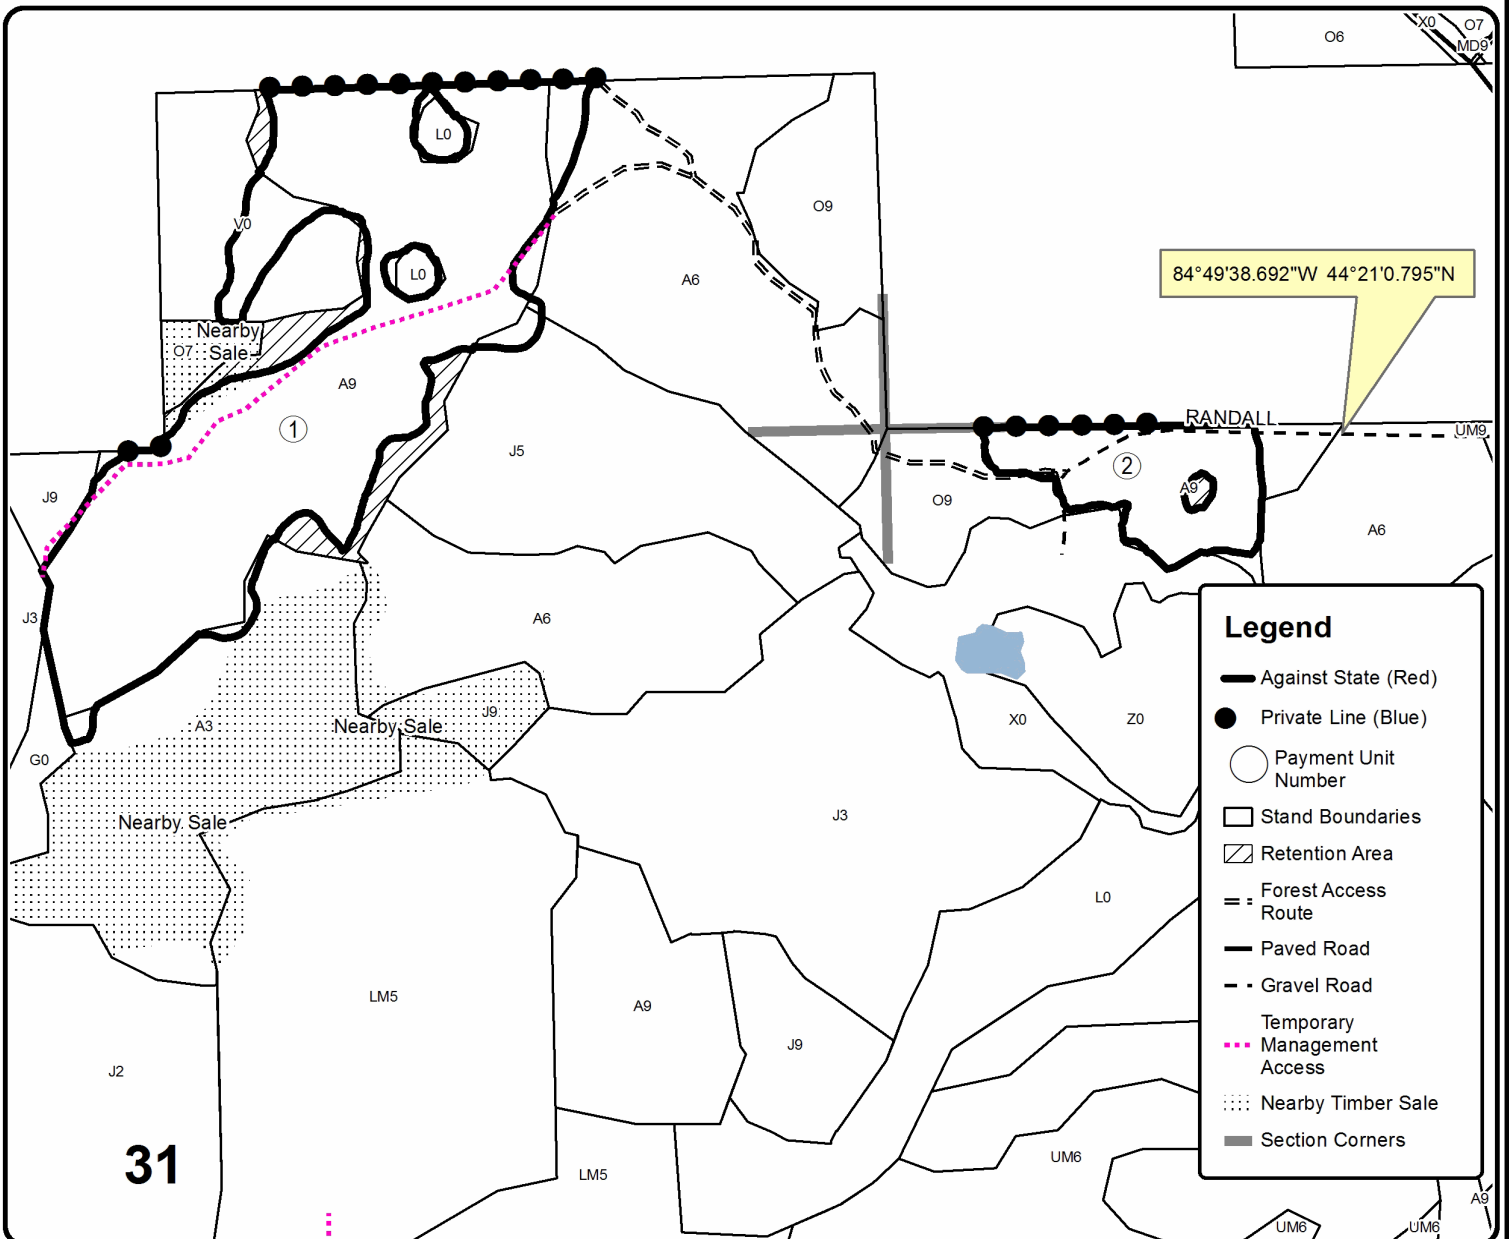 O6
X0
O7
MD9
L0
V0
O9
L0
A6
84°49'38.692"W 44°21'0.795"N
Nearby
Sale
O7
A9
RANDALL
UM9
1
J5
2
J9
A9
O9
A6
J3
A6
Legend
Against State (Red)
Private Line (Blue)
Payment Unit
Number
Stand Boundaries
Retention Area
Forest Access
Route
Paved Road
Gravel Road
Temporary
Management
Access
Nearby Timber Sale
Section Corners
A3
J9
Nearby Sale
X0
Z0
G0
Nearby Sale
J3
L0
LM5
A9
J9
J2
31
LM5
UM6
A9
UM6
UM6